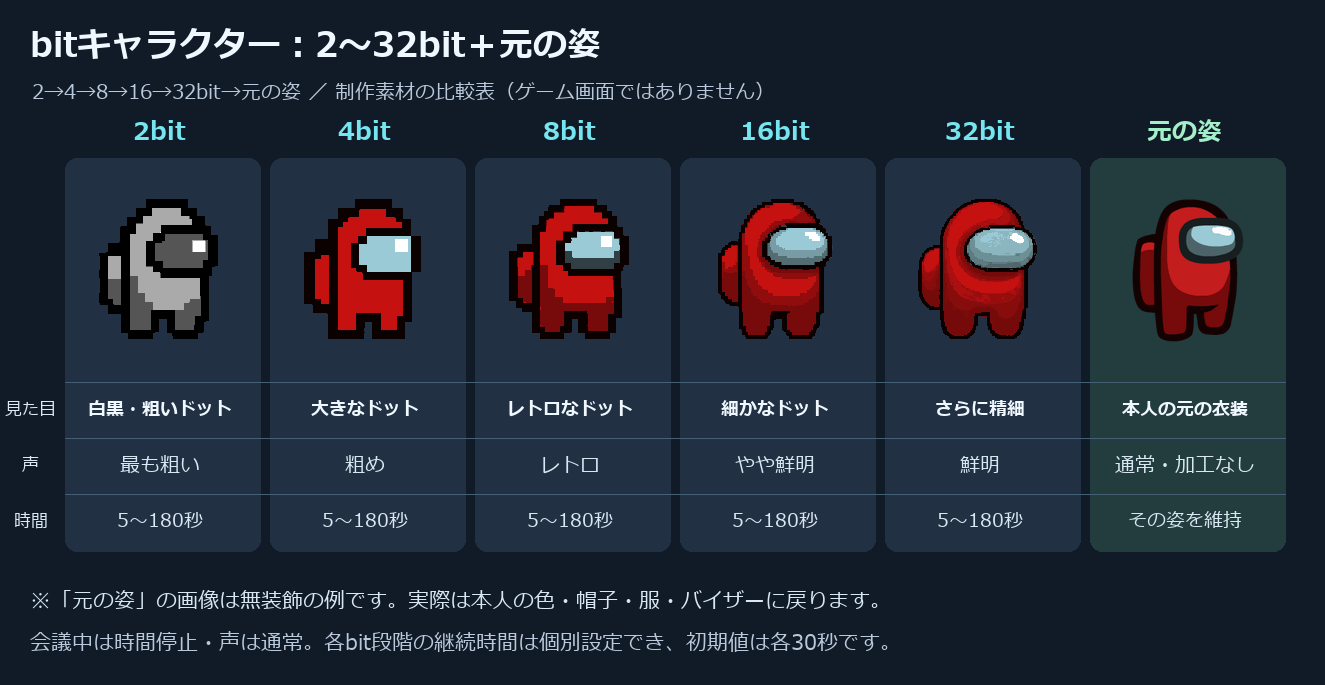 bitキャラクター：2～32bit＋元の姿
2→4→8→16→32bit→元の姿 ／ 制作素材の比較表（ゲーム画面ではありません）
2bit 4bit 8bit 16bit 32bit 元の姿
見た目 白黒・粗いドット 大きなドット レトロなドット 細かなドット さらに精細 本人の元の衣装
声 最も粗い 粗め レトロ やや鮮明 鮮明 通常・加工なし
時間 5～180秒 5～180秒 5～180秒 5～180秒 5～180秒 その姿を維持
※「元の姿」の画像は無装飾の例です。実際は本人の色・帽子・服・バイザーに戻ります。
会議中は時間停止・声は通常。各bit段階の継続時間は個別設定でき、初期値は各30秒です。